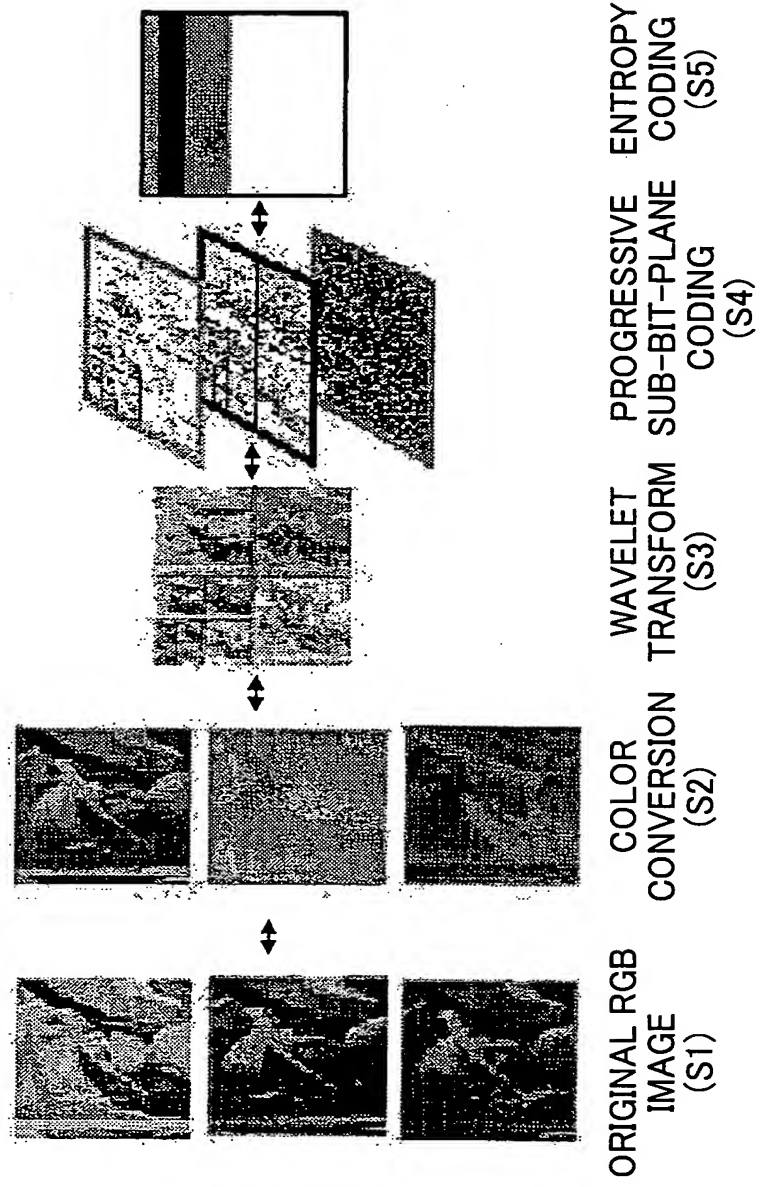 ORIGINAL RGB
IMAGE
(S1)
COLOR
CONVERSION
(S2)
WAVELET
TRANSFORM
(S3)
PROGRESSIVE
SUB-BIT-PLANE
CODING
(S4)
ENTROPY
CODING
(S5)